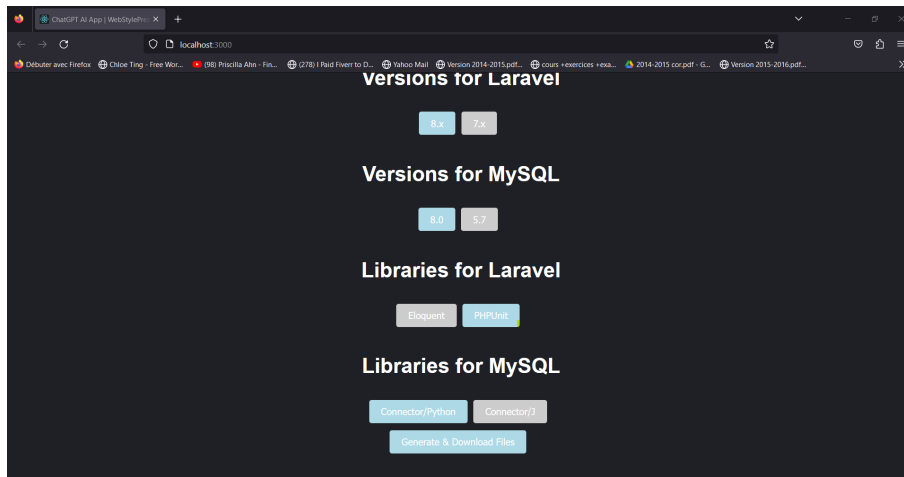 ChatGPT AI App | WebStylePre
localhost:3000
Débuter avec Firefox Chloe Ting - Free Wor... (98) Priscilla Ahn - Fin... (278) I Paid Fiverr to D... Yahoo Mail Version 2014-2015.pdf... cours +exercices +exa... 2014-2015 cor.pdf - G... Version 2015-2016.pdf...
Versions for Laravel
8.x 7.x
Versions for MySQL
8.0 5.7
Libraries for Laravel
Eloquent PHPUnit
Libraries for MySQL
Connector/Python Connector/J
Generate & Download Files